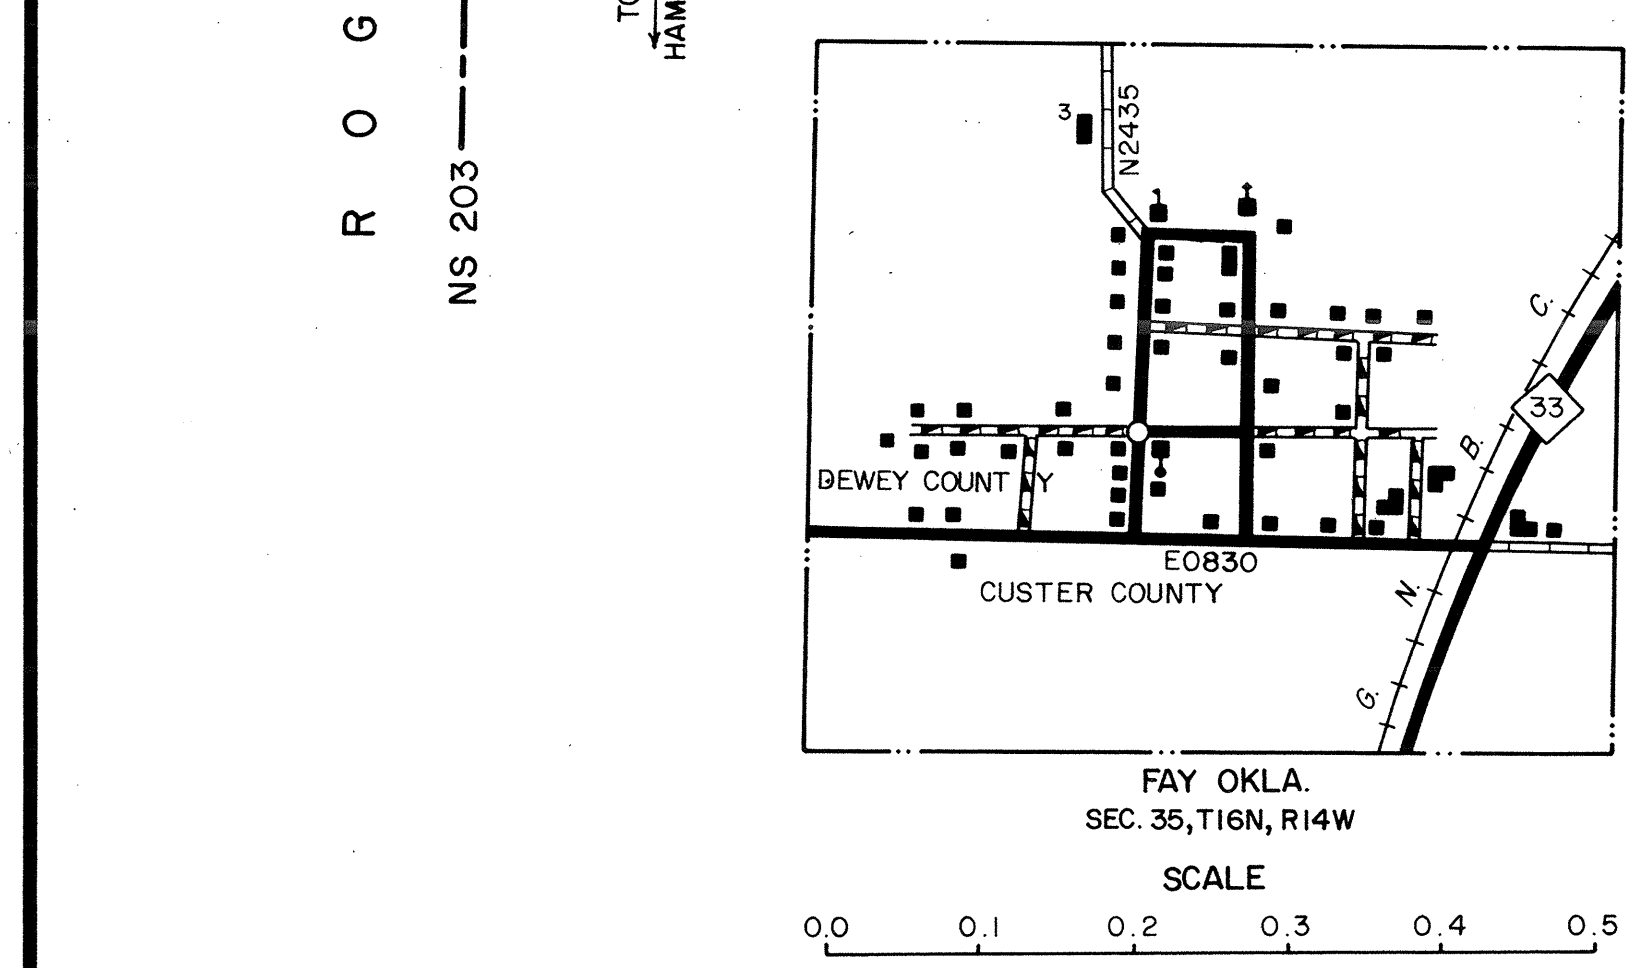 R O G
NS 203
TO
HAM
3
N2435
C.
33
B.
DEWEY COUNTY
E0830
CUSTER COUNTY
N.
G.
FAY OKLA.
SEC. 35, T16N, R14W
SCALE
0.0 0.1 0.2 0.3 0.4 0.5